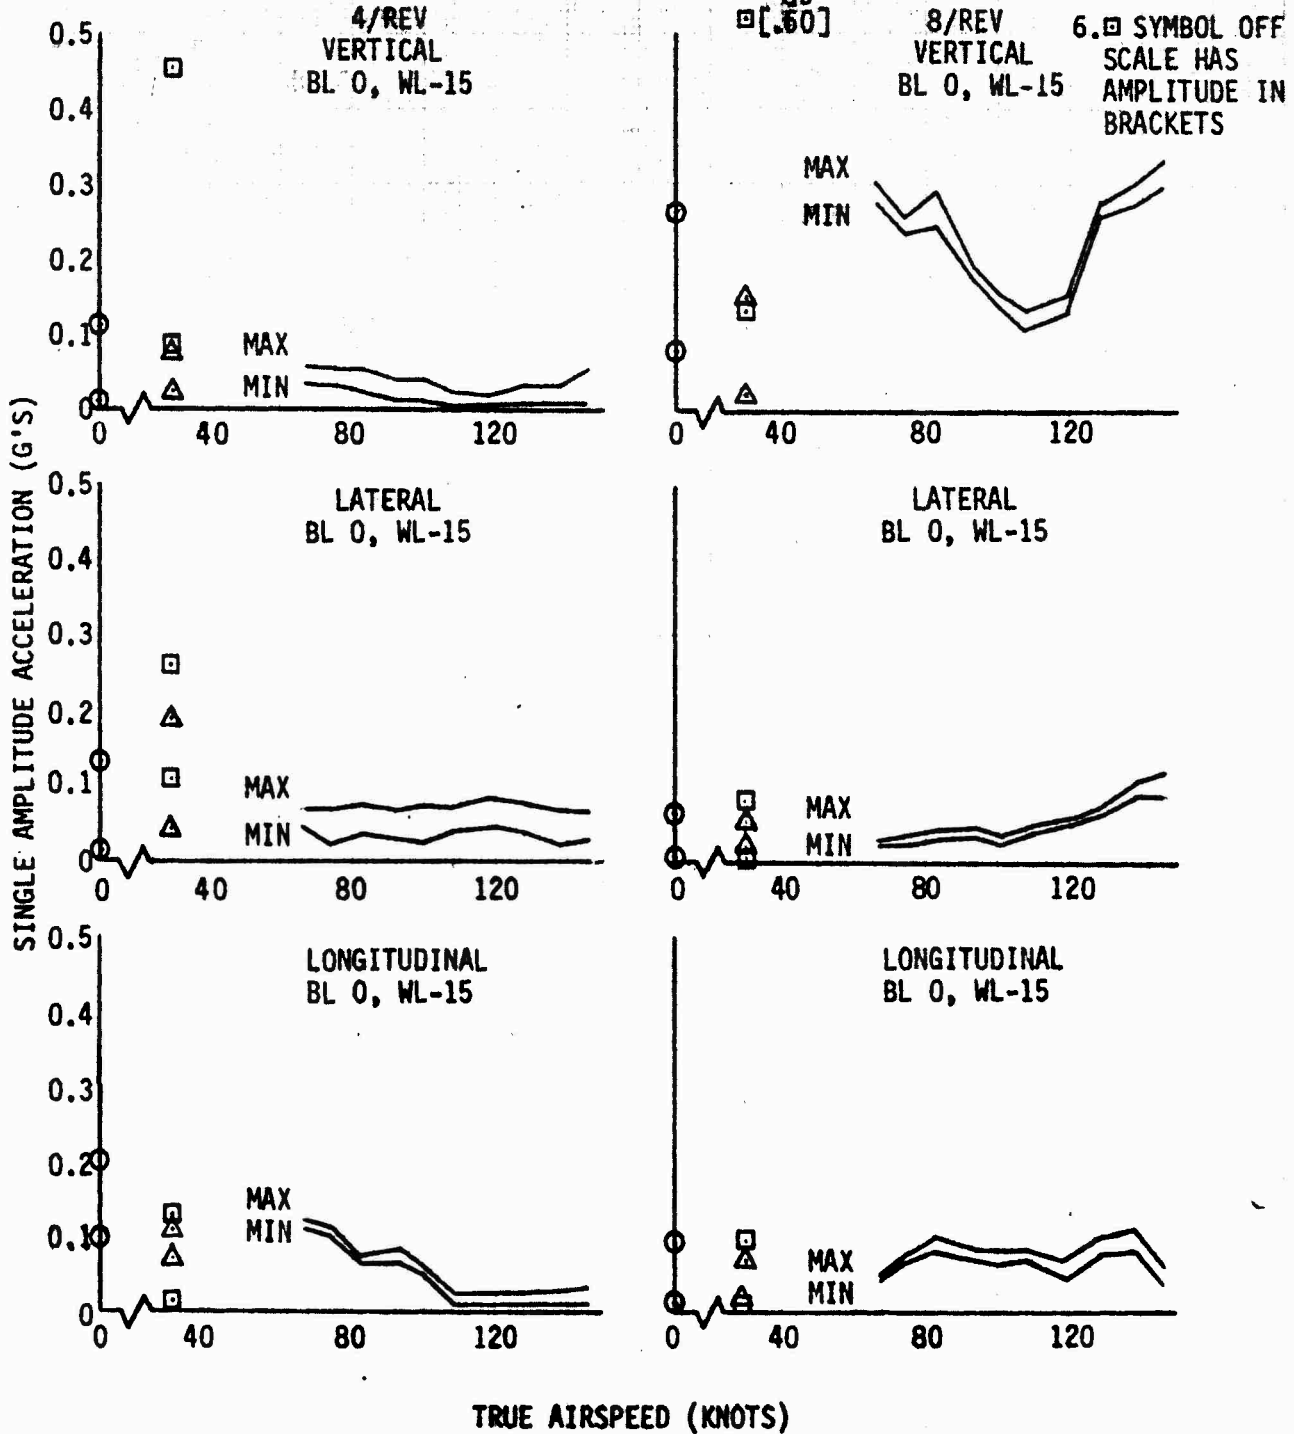 4/REV
VERTICAL
BL 0, WL-15
0.5
0.4
0.3
0.2
0.1
0
MAX
MIN
0 40 80 120
[.60]
8/REV
VERTICAL
BL 0, WL-15
6. SYMBOL OFF
SCALE HAS
AMPLITUDE IN
BRACKETS
MAX
MIN
0 40 80 120
SINGLE AMPLITUDE ACCELERATION (G'S)
LATERAL
BL 0, WL-15
0.5
0.4
0.3
0.2
0.1
0
MAX
MIN
0 40 80 120
LATERAL
BL 0, WL-15
MAX
MIN
0 40 80 120
LONGITUDINAL
BL 0, WL-15
0.5
0.4
0.3
0.2
0.1
0
MAX
MIN
0 40 80 120
LONGITUDINAL
BL 0, WL-15
MAX
MIN
0 40 80 120
TRUE AIRSPEED (KNOTS)